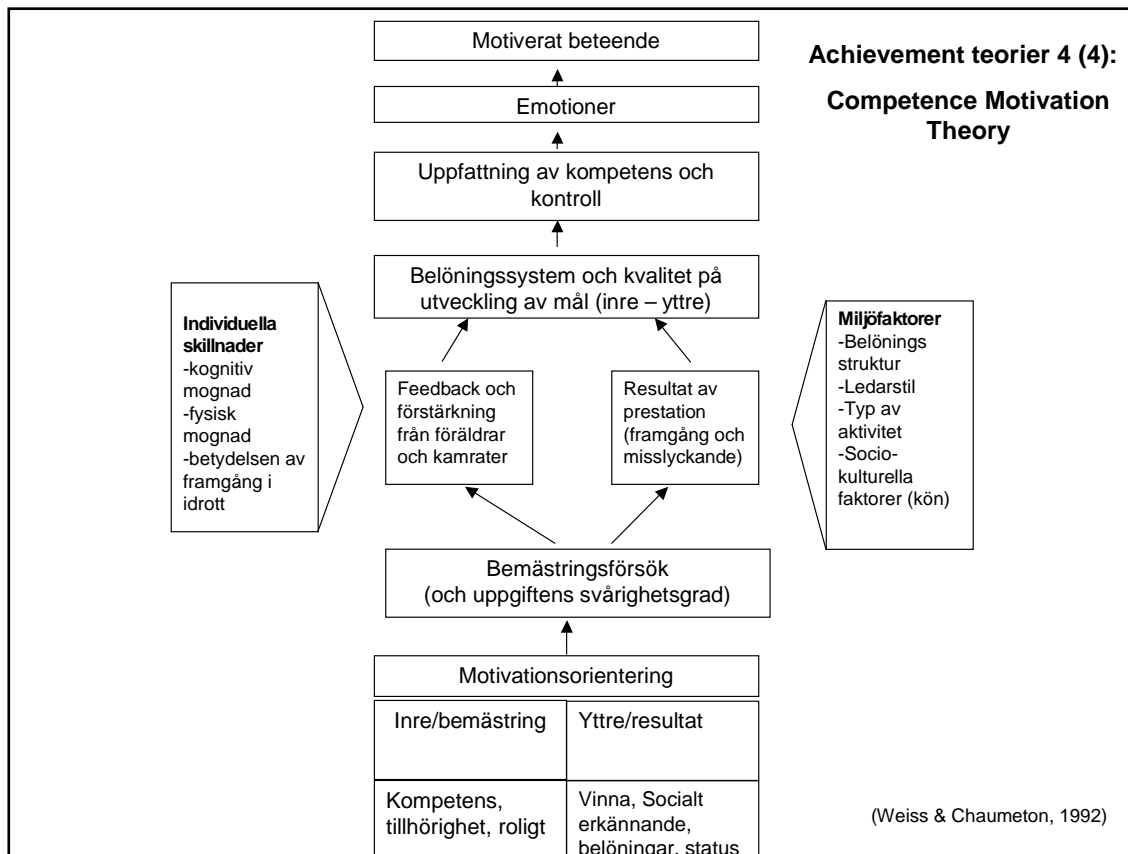 Achievement teorier 4 (4):
Competence Motivation
Theory
Motiverat beteende
Emotioner
Uppfattning av kompetens och
kontroll
Belöningssystem och kvalitet på
utveckling av mål (inre – yttre)
Individuella
skillnader
-kognitiv
mognad
-fysisk
mognad
-betydelsen av
framgång i
idrott
Feedback och
förstärkning
från föräldrar
och kamrater
Resultat av
prestation
(framgång och
misslyckande)
Miljöfaktorer
-Belönings
struktur
-Ledarstil
-Typ av
aktivitet
-Socio-
kulturella
faktorer (kön)
Bemästringsförsök
(och uppgiftens svårighetsgrad)
Motivationsorientering
Inre/bemästring
Yttre/resultat
Kompetens,
tillhörighet, roligt
Vinna, Socialt
erkännande,
belöningar, status
(Weiss & Chaumeton, 1992)